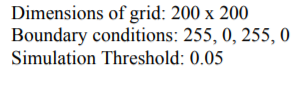 Dimensions of grid: 200 x 200
Boundary conditions: 255, 0, 255, 0
Simulation Threshold: 0.05